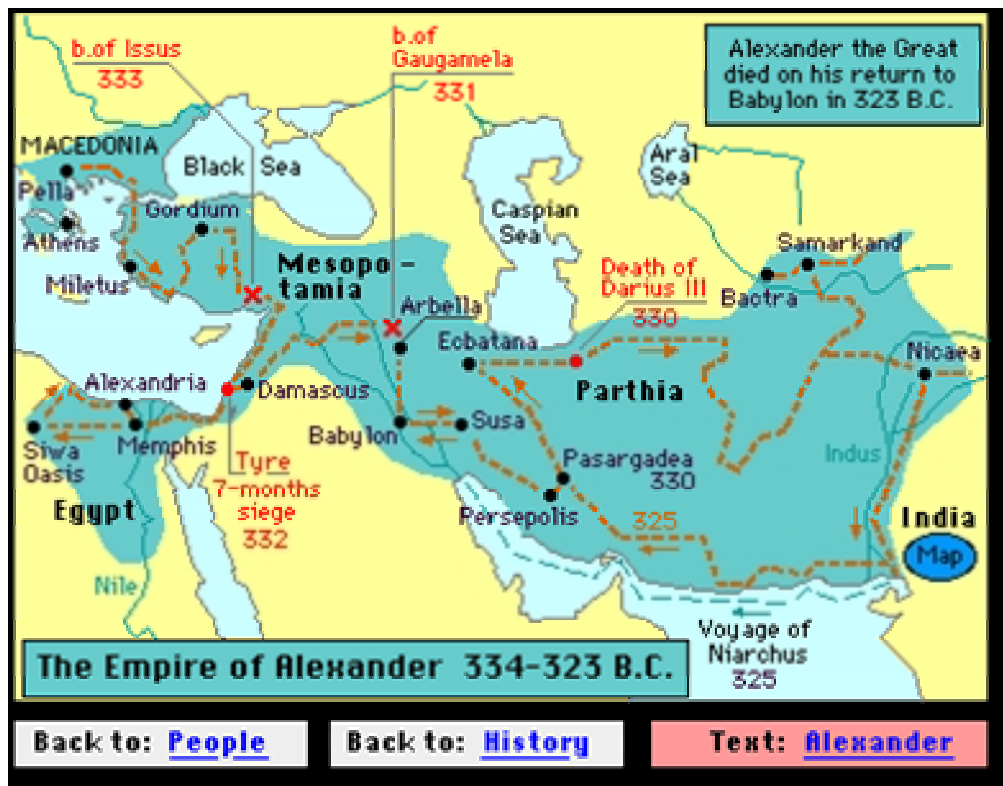 b.of Issus
333
b.of
Gaugamela
331
Alexander the Great
died on his return to
Babylon in 323 B.C.
MACEDONIA
Pella
Athens
Miletus
Gordium
Black Sea
Caspian
Sea
Aral
Sea
Samarkand
Bactra
Mesopo-
tamia
Arbella
Death of
Darius III
330
Ecbatana
Parthia
Nicaea
Alexandria
Damascus
Siwa
Oasis
Memphis
Babylon
Susa
Indus
Tyre
7-months
siege
332
Pasargadea
330
Persepolis
325
Egypt
India
Map
Nile
Voyage of
Niarchus
325
The Empire of Alexander 334-323 B.C.
Back to: People
Back to: History
Text: Alexander